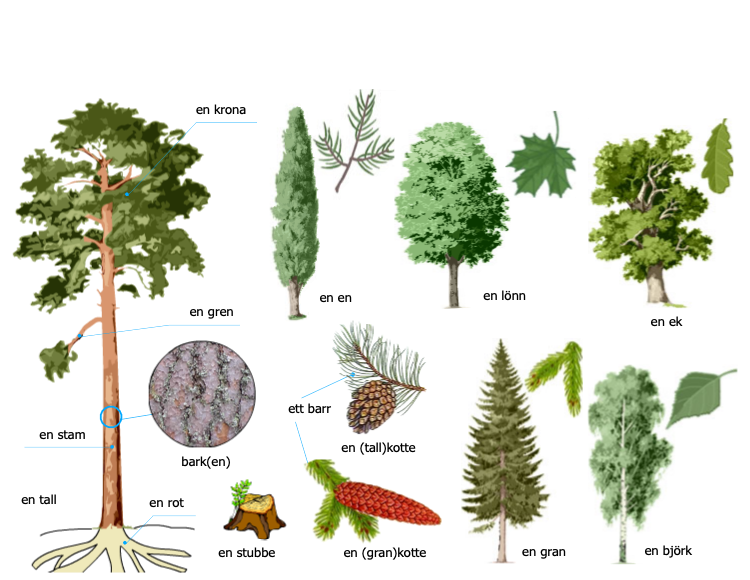 en krona
en en
en lönn
en ek
en gren
ett barr
en stam
en (tall)kotte
bark(en)
en tall
en rot
en stubbe
en (gran)kotte
en gran
en björk